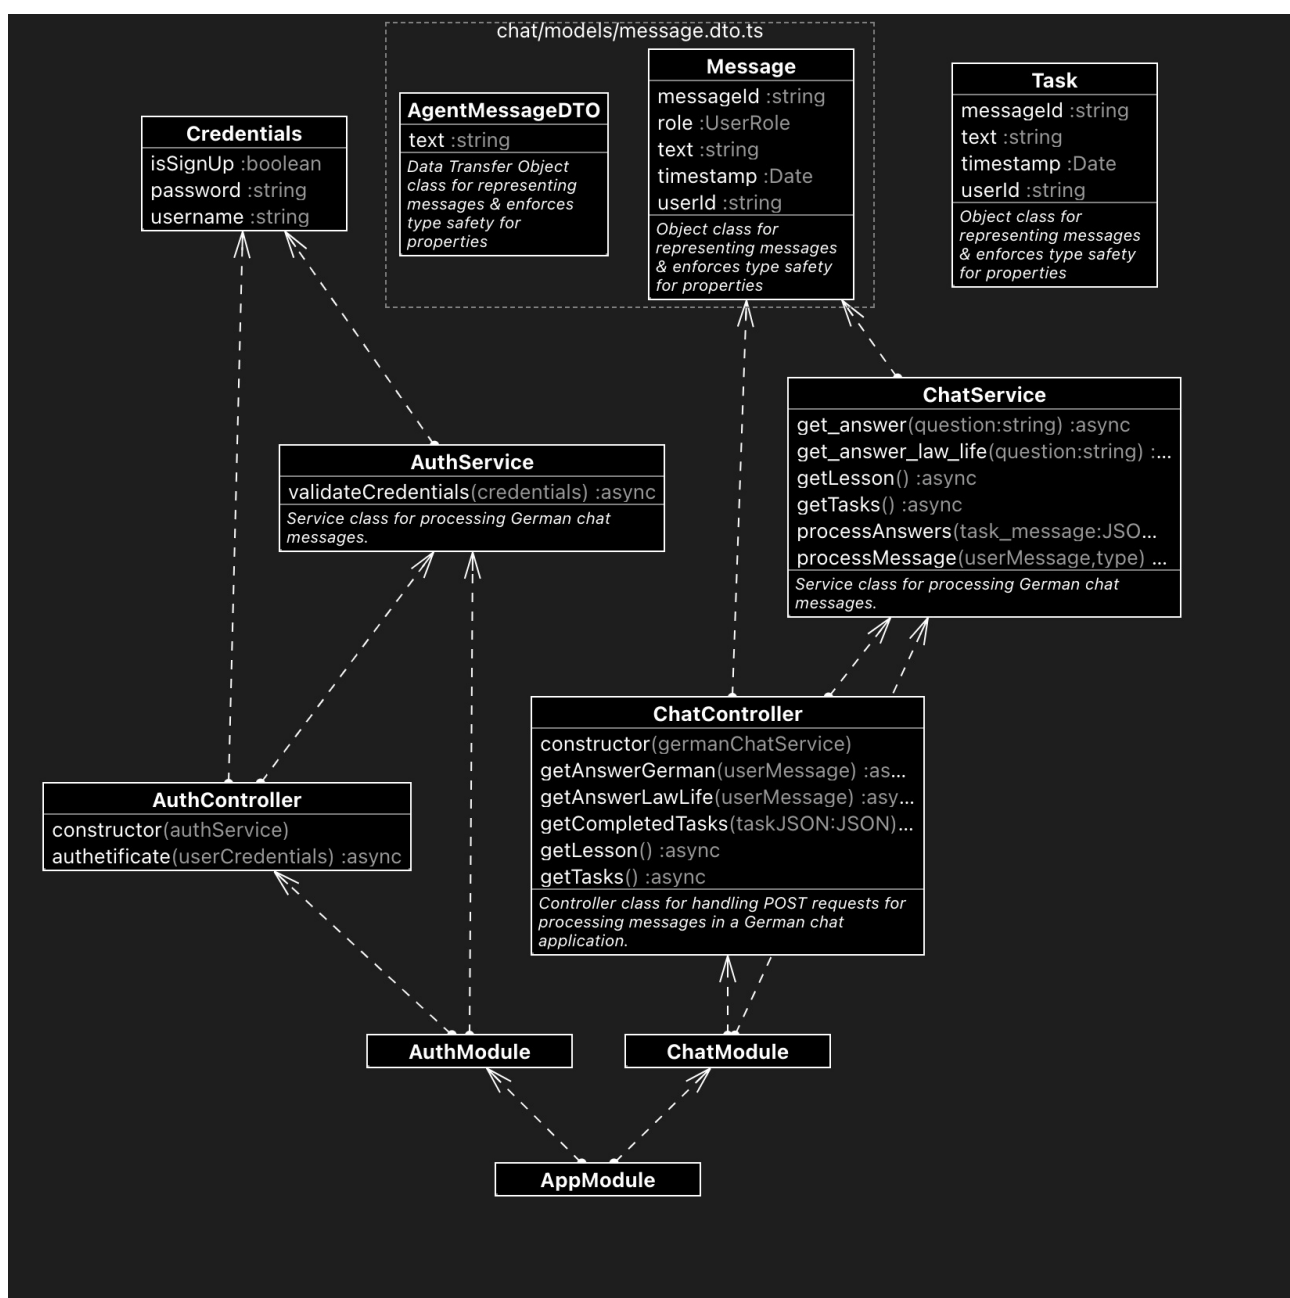 chat/models/message.dto.ts
Credentials
isSignUp :boolean
password :string
username :string
AgentMessageDTO
text :string
Data Transfer Object
class for representing
messages & enforces
type safety for
properties
Message
messageId :string
role :UserRole
text :string
timestamp :Date
userId :string
Object class for
representing messages
& enforces type safety
for properties
Task
messageId :string
text :string
timestamp :Date
userId :string
Object class for
representing messages
& enforces type safety
for properties
AuthService
validateCredentials(credentials) :async
Service class for processing German chat
messages.
ChatService
get_answer(question:string) :async
get_answer_law_life(question:string) :...
getLesson() :async
getTasks() :async
processAnswers(task_message:JSO...
processMessage(userMessage,type) ...
Service class for processing German chat
messages.
AuthController
constructor(authService)
authetificate(userCredentials) :async
ChatController
constructor(germanChatService)
getAnswerGerman(userMessage) :as...
getAnswerLawLife(userMessage) :asy...
getCompletedTasks(taskJSON:JSON)...
getLesson() :async
getTasks() :async
Controller class for handling POST requests for
processing messages in a German chat
application.
AuthModule
ChatModule
AppModule